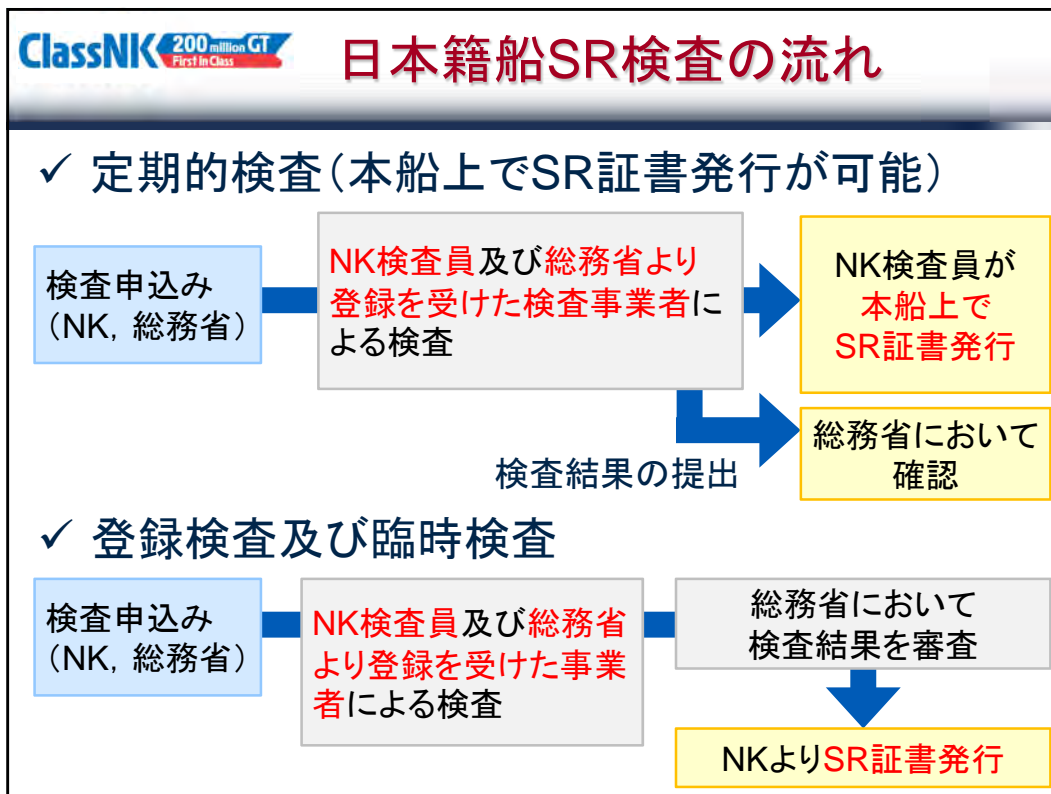 ClassNK 200 million GT
First in Class
日本籍船SR検査の流れ
✓ 定期的検査（本船上でSR証書発行が可能）
検査申込み
（NK, 総務省）
NK検査員及び総務省より
登録を受けた検査事業者に
よる検査
NK検査員が
本船上で
SR証書発行
検査結果の提出
総務省において
確認
✓ 登録検査及び臨時検査
検査申込み
（NK, 総務省）
NK検査員及び総務省
より登録を受けた事業
者による検査
総務省において
検査結果を審査
NKよりSR証書発行